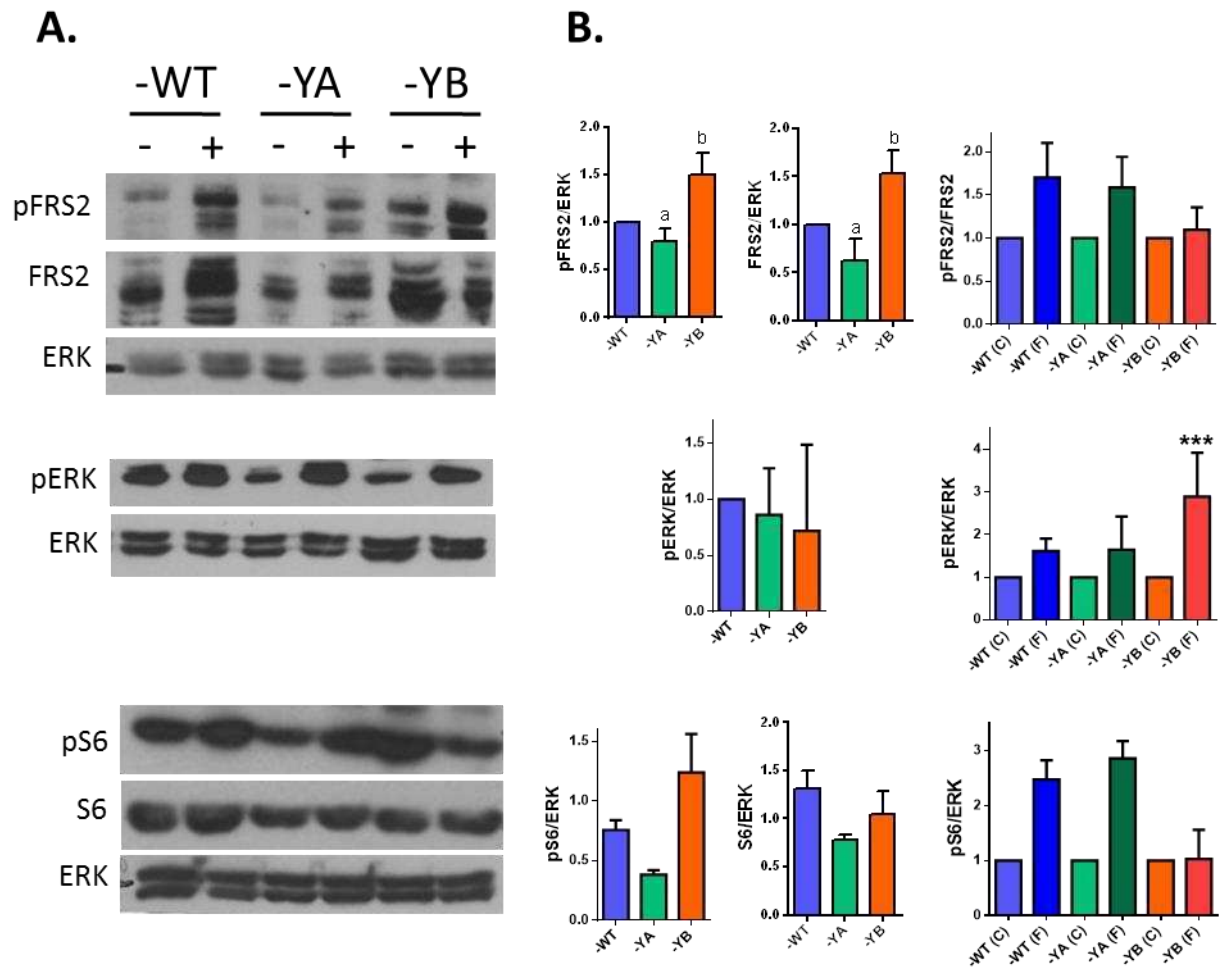 A.
-WT -YA -YB
- + - + - +
pFRS2
FRS2
ERK
pERK
ERK
pS6
S6
ERK
B.
pFRS2/ERK
2.0
1.5
1.0
0.5
0.0
a
b
-WT -YA -YB
FRS2/ERK
2.0
1.5
1.0
0.5
0.0
a
b
-WT -YA -YB
pFRS2/FRS2
2.0
1.5
1.0
0.5
0.0
-WT (C) -WT (F) -YA (C) -YA (F) -YB (C) -YB (F)
pERK/ERK
1.5
1.0
0.5
0.0
-WT -YA -YB
pERK/ERK
4
3
2
1
0
***
-WT (C) -WT (F) -YA (C) -YA (F) -YB (C) -YB (F)
pS6/ERK
1.5
1.0
0.5
0.0
-WT -YA -YB
S6/ERK
2.0
1.5
1.0
0.5
0.0
-WT -YA -YB
pS6/ERK
3
2
1
0
-WT (C) -WT (F) -YA (C) -YA (F) -YB (C) -YB (F)